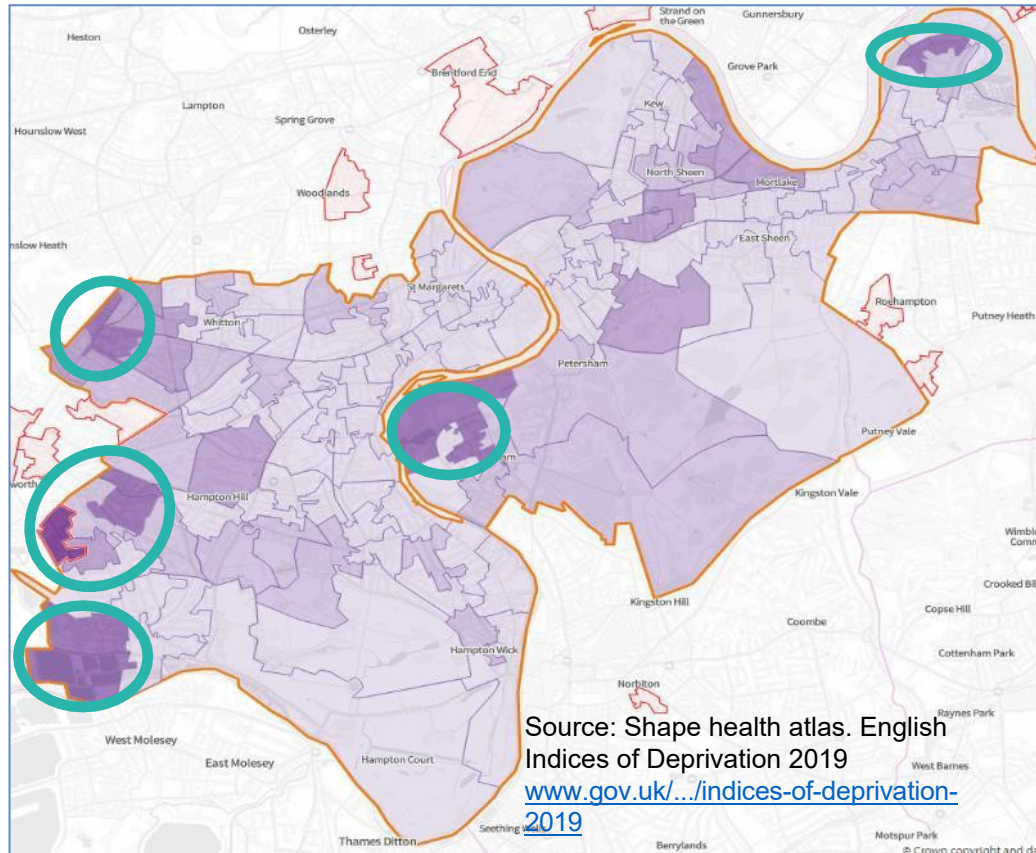 Strand on
the Green
Gunnersbury
Heston
Osterley
Grove Park
Brentford End
Lampton
Kew
Spring Grove
Hounslow West
North Sheen
Mortlake
Woodlands
East Sheen
nslow Heath
St Margarets
Roehampton
Whitton
Putney Heath
Petersham
Putney Vale
am
worth
Hampton Hill
Kingston Vale
Wimbl
Comm
Crooked Bil
Kingston Hill
Copse Hill
Coombe
Hampton Wick
Cottenham Park
Norbiton
Raynes Park
Source: Shape health atlas. English
Indices of Deprivation 2019
www.gov.uk/.../indices-of-deprivation-
2019
West Molesey
East Molesey
Hampton Court
West Barnes
Seething Wells
Thames Ditton
Berrylands
Motspur Park
© Crown copyright and da